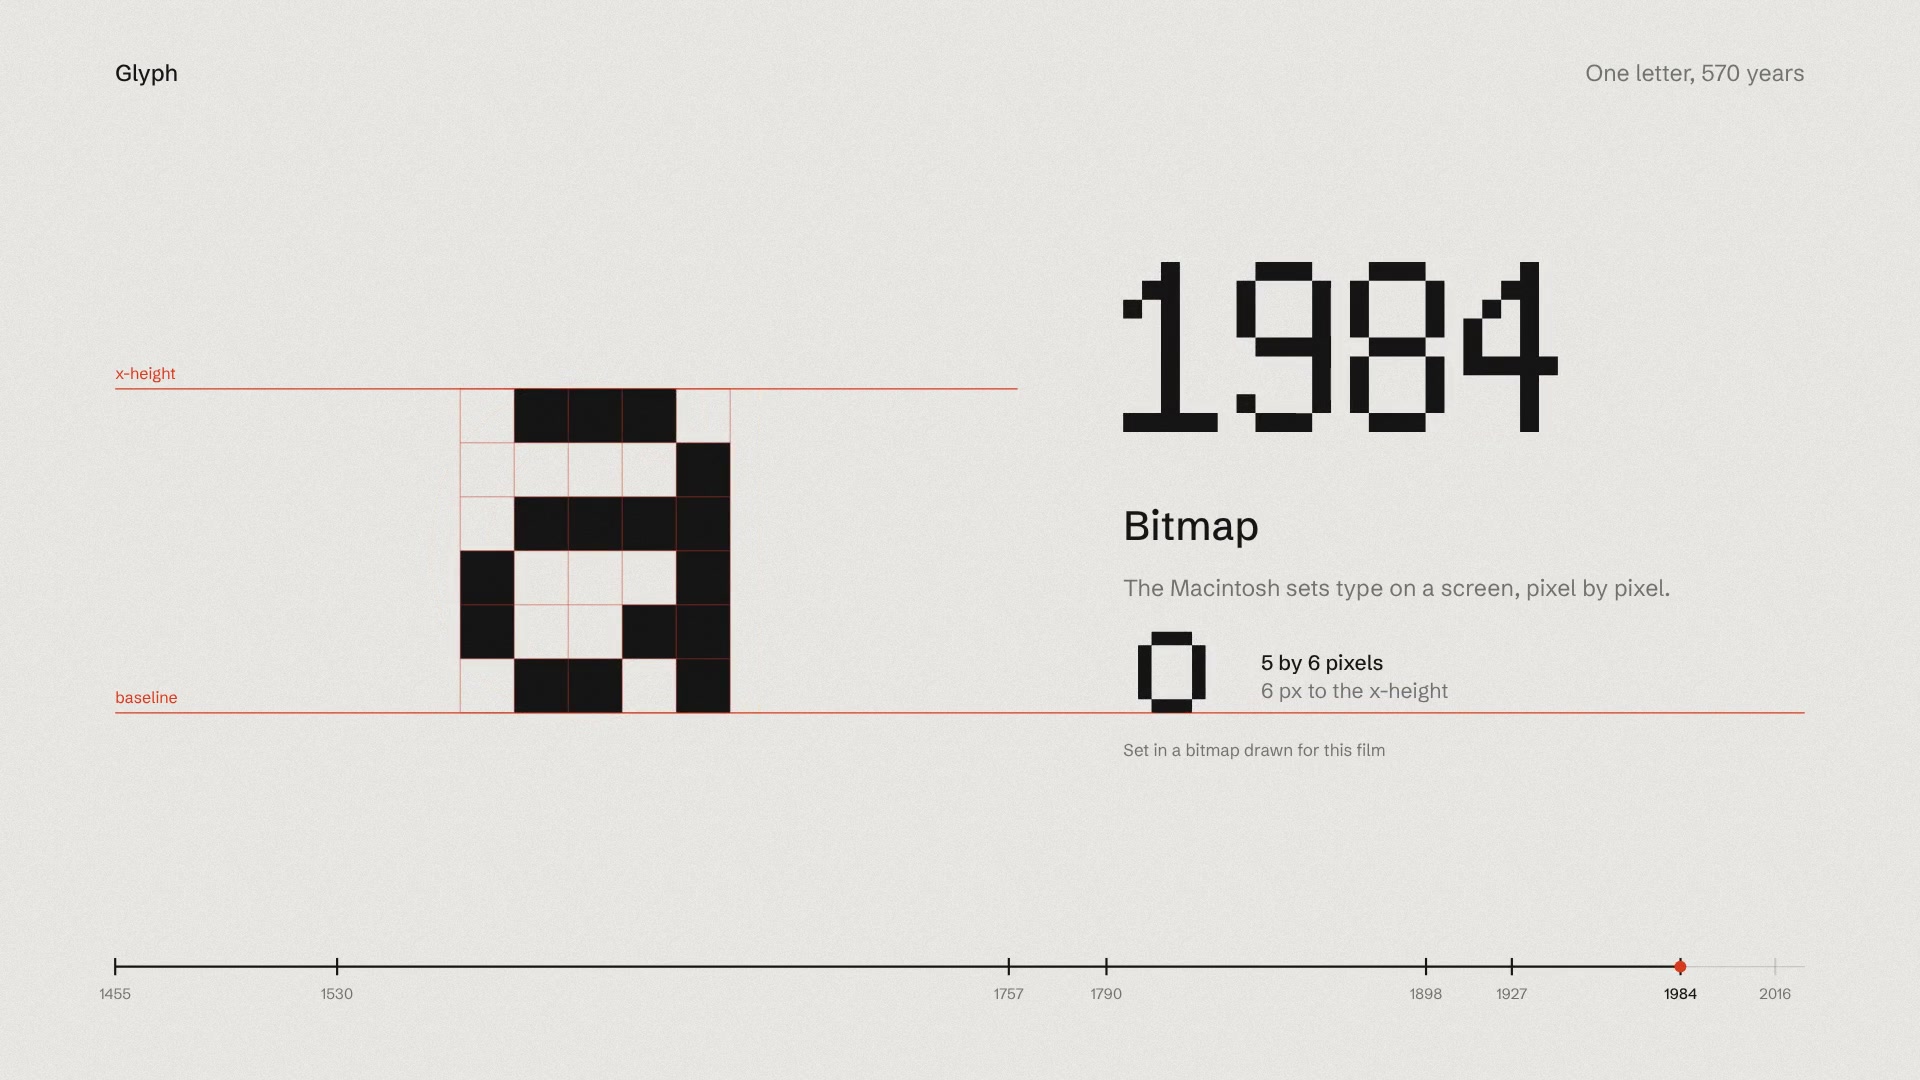 Glyph
One letter, 570 years
x-height
a
baseline
1984
Bitmap
The Macintosh sets type on a screen, pixel by pixel.
o
5 by 6 pixels
6 px to the x-height
Set in a bitmap drawn for this film
1455 1530 1757 1790 1898 1927 1984 2016